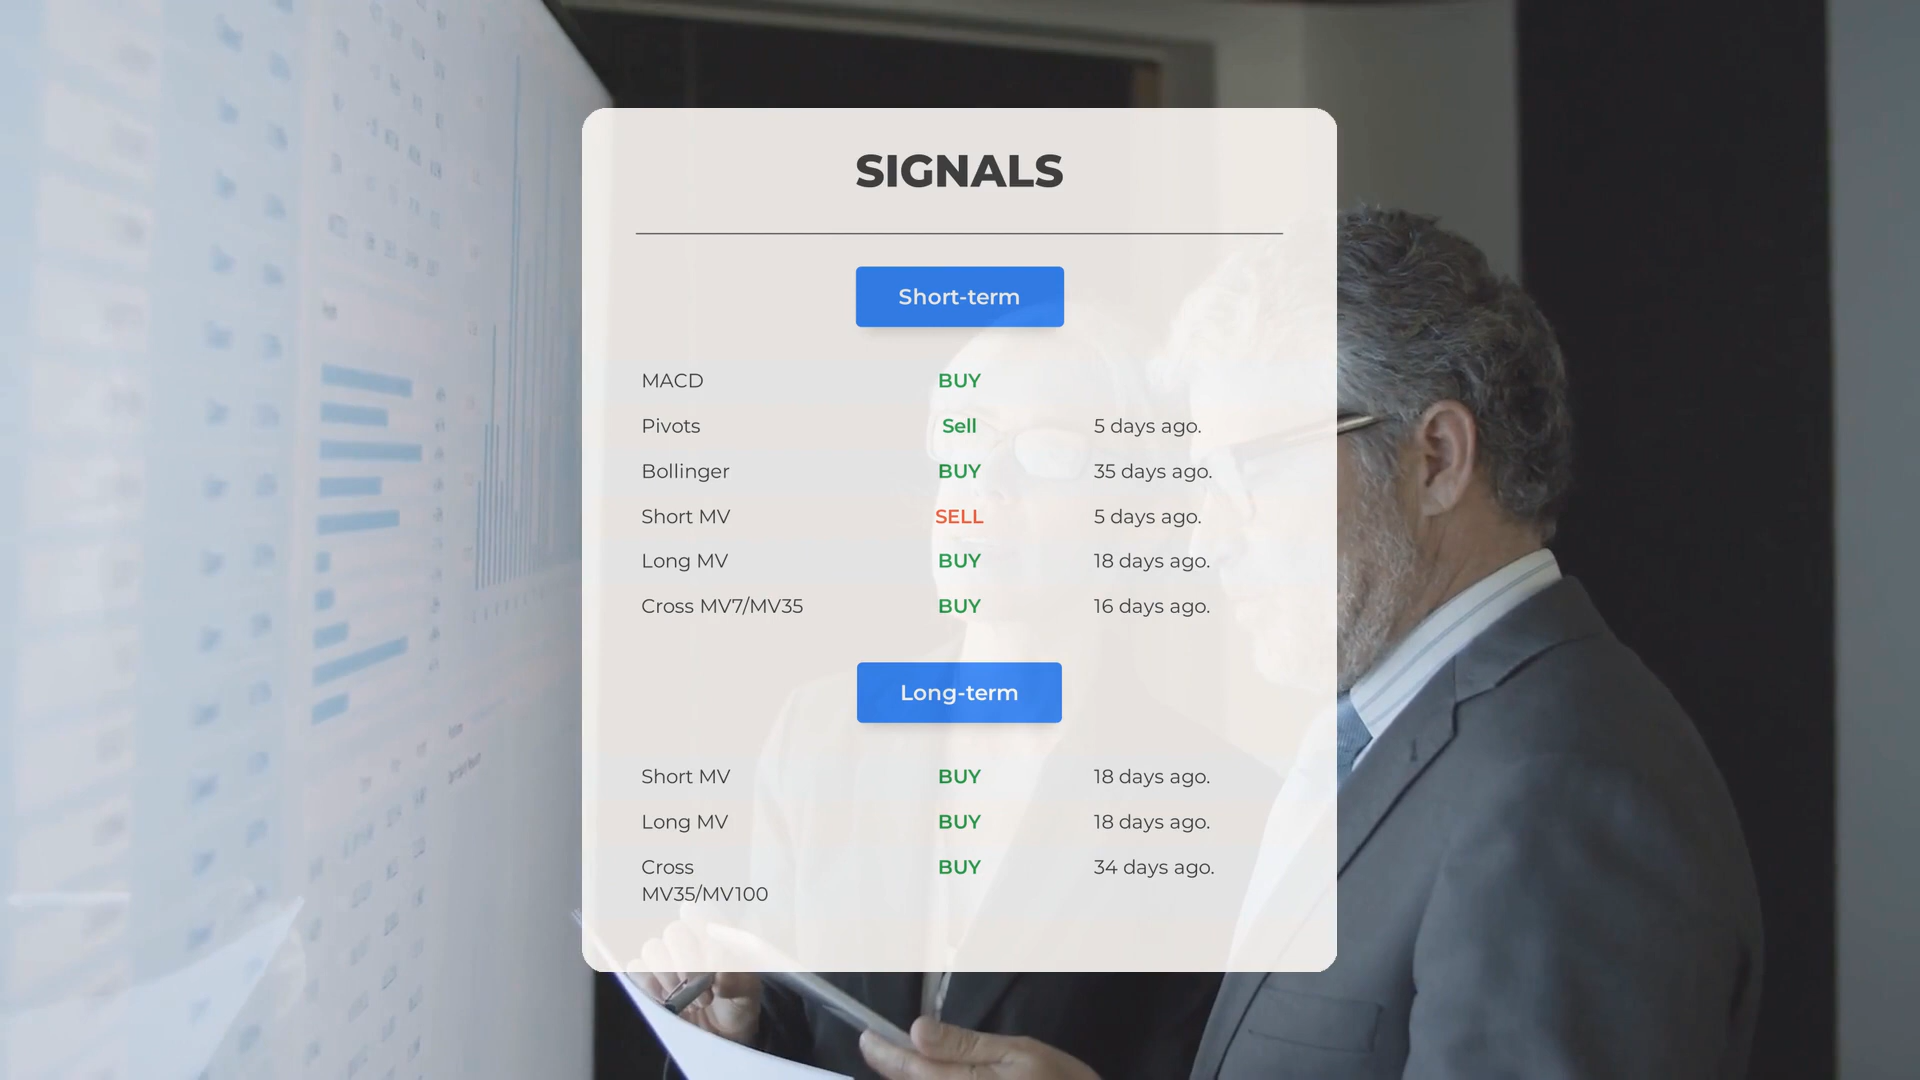 SIGNALS
Short-term
MACD BUY
Pivots Sell 5 days ago.
Bollinger BUY 35 days ago.
Short MV SELL 5 days ago.
Long MV BUY 18 days ago.
Cross MV7/MV35 BUY 16 days ago.
Long-term
Short MV BUY 18 days ago.
Long MV BUY 18 days ago.
Cross BUY 34 days ago.
MV35/MV100